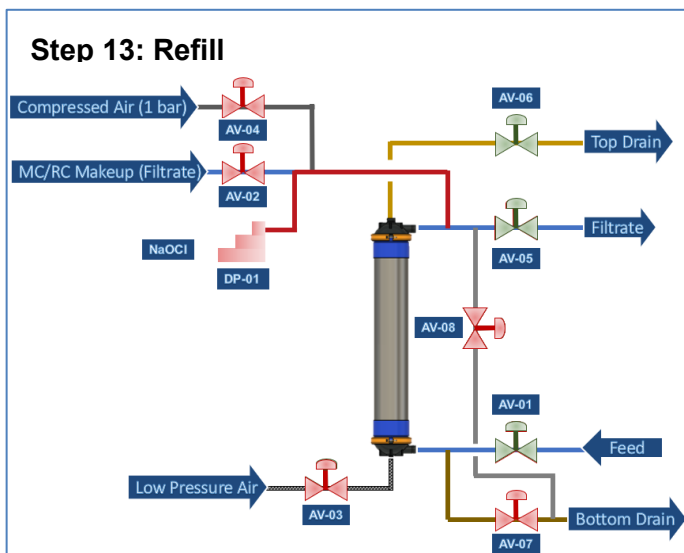 Step 13: Refill
Compressed Air (1 bar)
AV-04
AV-06
Top Drain
MC/RC Makeup (Filtrate)
AV-02
Filtrate
AV-05
NaOCI
DP-01
AV-08
AV-01
Feed
Low Pressure Air
AV-03
Bottom Drain
AV-07